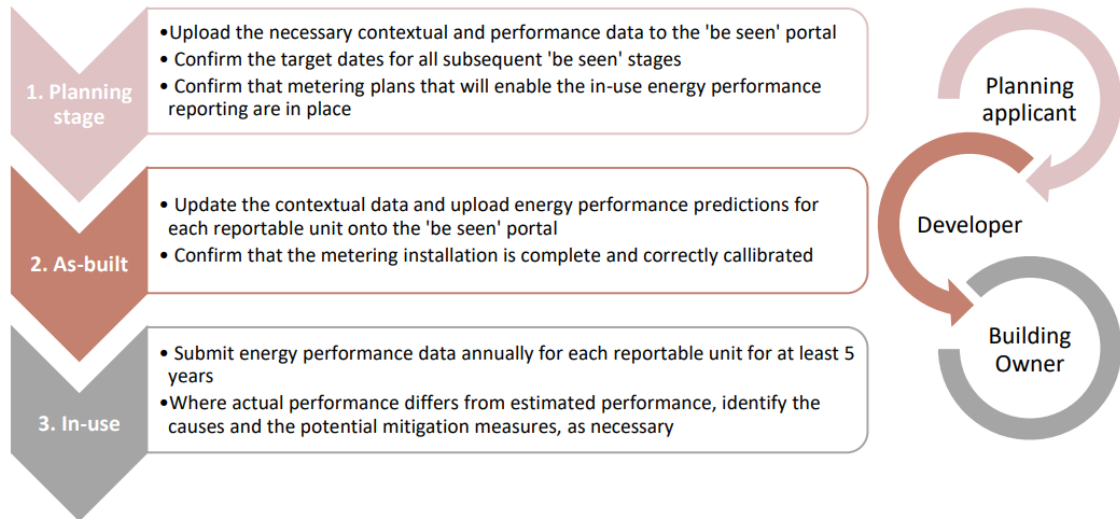 •Upload the necessary contextual and performance data to the 'be seen' portal
• Confirm the target dates for all subsequent 'be seen' stages
• Confirm that metering plans that will enable the in-use energy performance
reporting are in place
1. Planning
stage
Planning
applicant
• Update the contextual data and upload energy performance predictions for
each reportable unit onto the 'be seen' portal
• Confirm that the metering installation is complete and correctly callibrated
2. As-built
Developer
• Submit energy performance data annually for each reportable unit for at least 5
years
•Where actual performance differs from estimated performance, identify the
causes and the potential mitigation measures, as necessary
3. In-use
Building
Owner